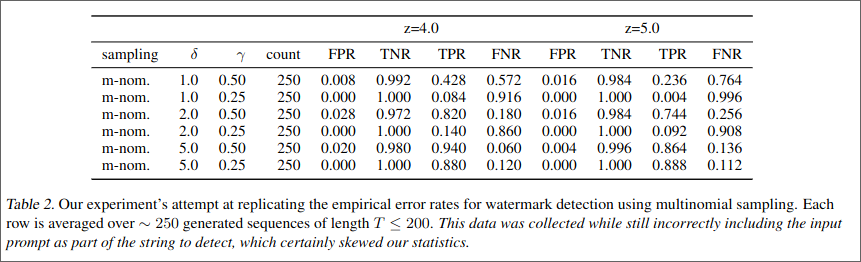 z=4.0 z=5.0
sampling δ γ count FPR TNR TPR FNR FPR TNR TPR FNR
m-nom. 1.0 0.50 250 0.008 0.992 0.428 0.572 0.016 0.984 0.236 0.764
m-nom. 1.0 0.25 250 0.000 1.000 0.084 0.916 0.000 1.000 0.004 0.996
m-nom. 2.0 0.50 250 0.028 0.972 0.820 0.180 0.016 0.984 0.744 0.256
m-nom. 2.0 0.25 250 0.000 1.000 0.140 0.860 0.000 1.000 0.092 0.908
m-nom. 5.0 0.50 250 0.020 0.980 0.940 0.060 0.004 0.996 0.864 0.136
m-nom. 5.0 0.25 250 0.000 1.000 0.880 0.120 0.000 1.000 0.888 0.112
Table 2. Our experiment's attempt at replicating the empirical error rates for watermark detection using multinomial sampling. Each
row is averaged over ∼ 250 generated sequences of length T ≤ 200. This data was collected while still incorrectly including the input
prompt as part of the string to detect, which certainly skewed our statistics.